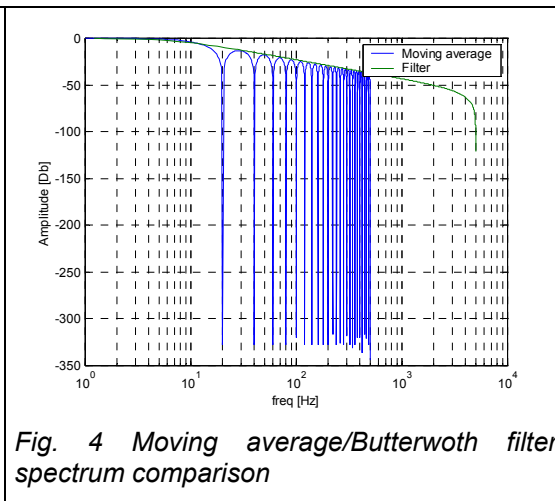 0
-50
-100
-150
-200
-250
-300
-350
Amplitude [Db]
Moving average
Filter
10^0
10^1
10^2
10^3
10^4
freq [Hz]
Fig. 4 Moving average/Butterwoth filter
spectrum comparison